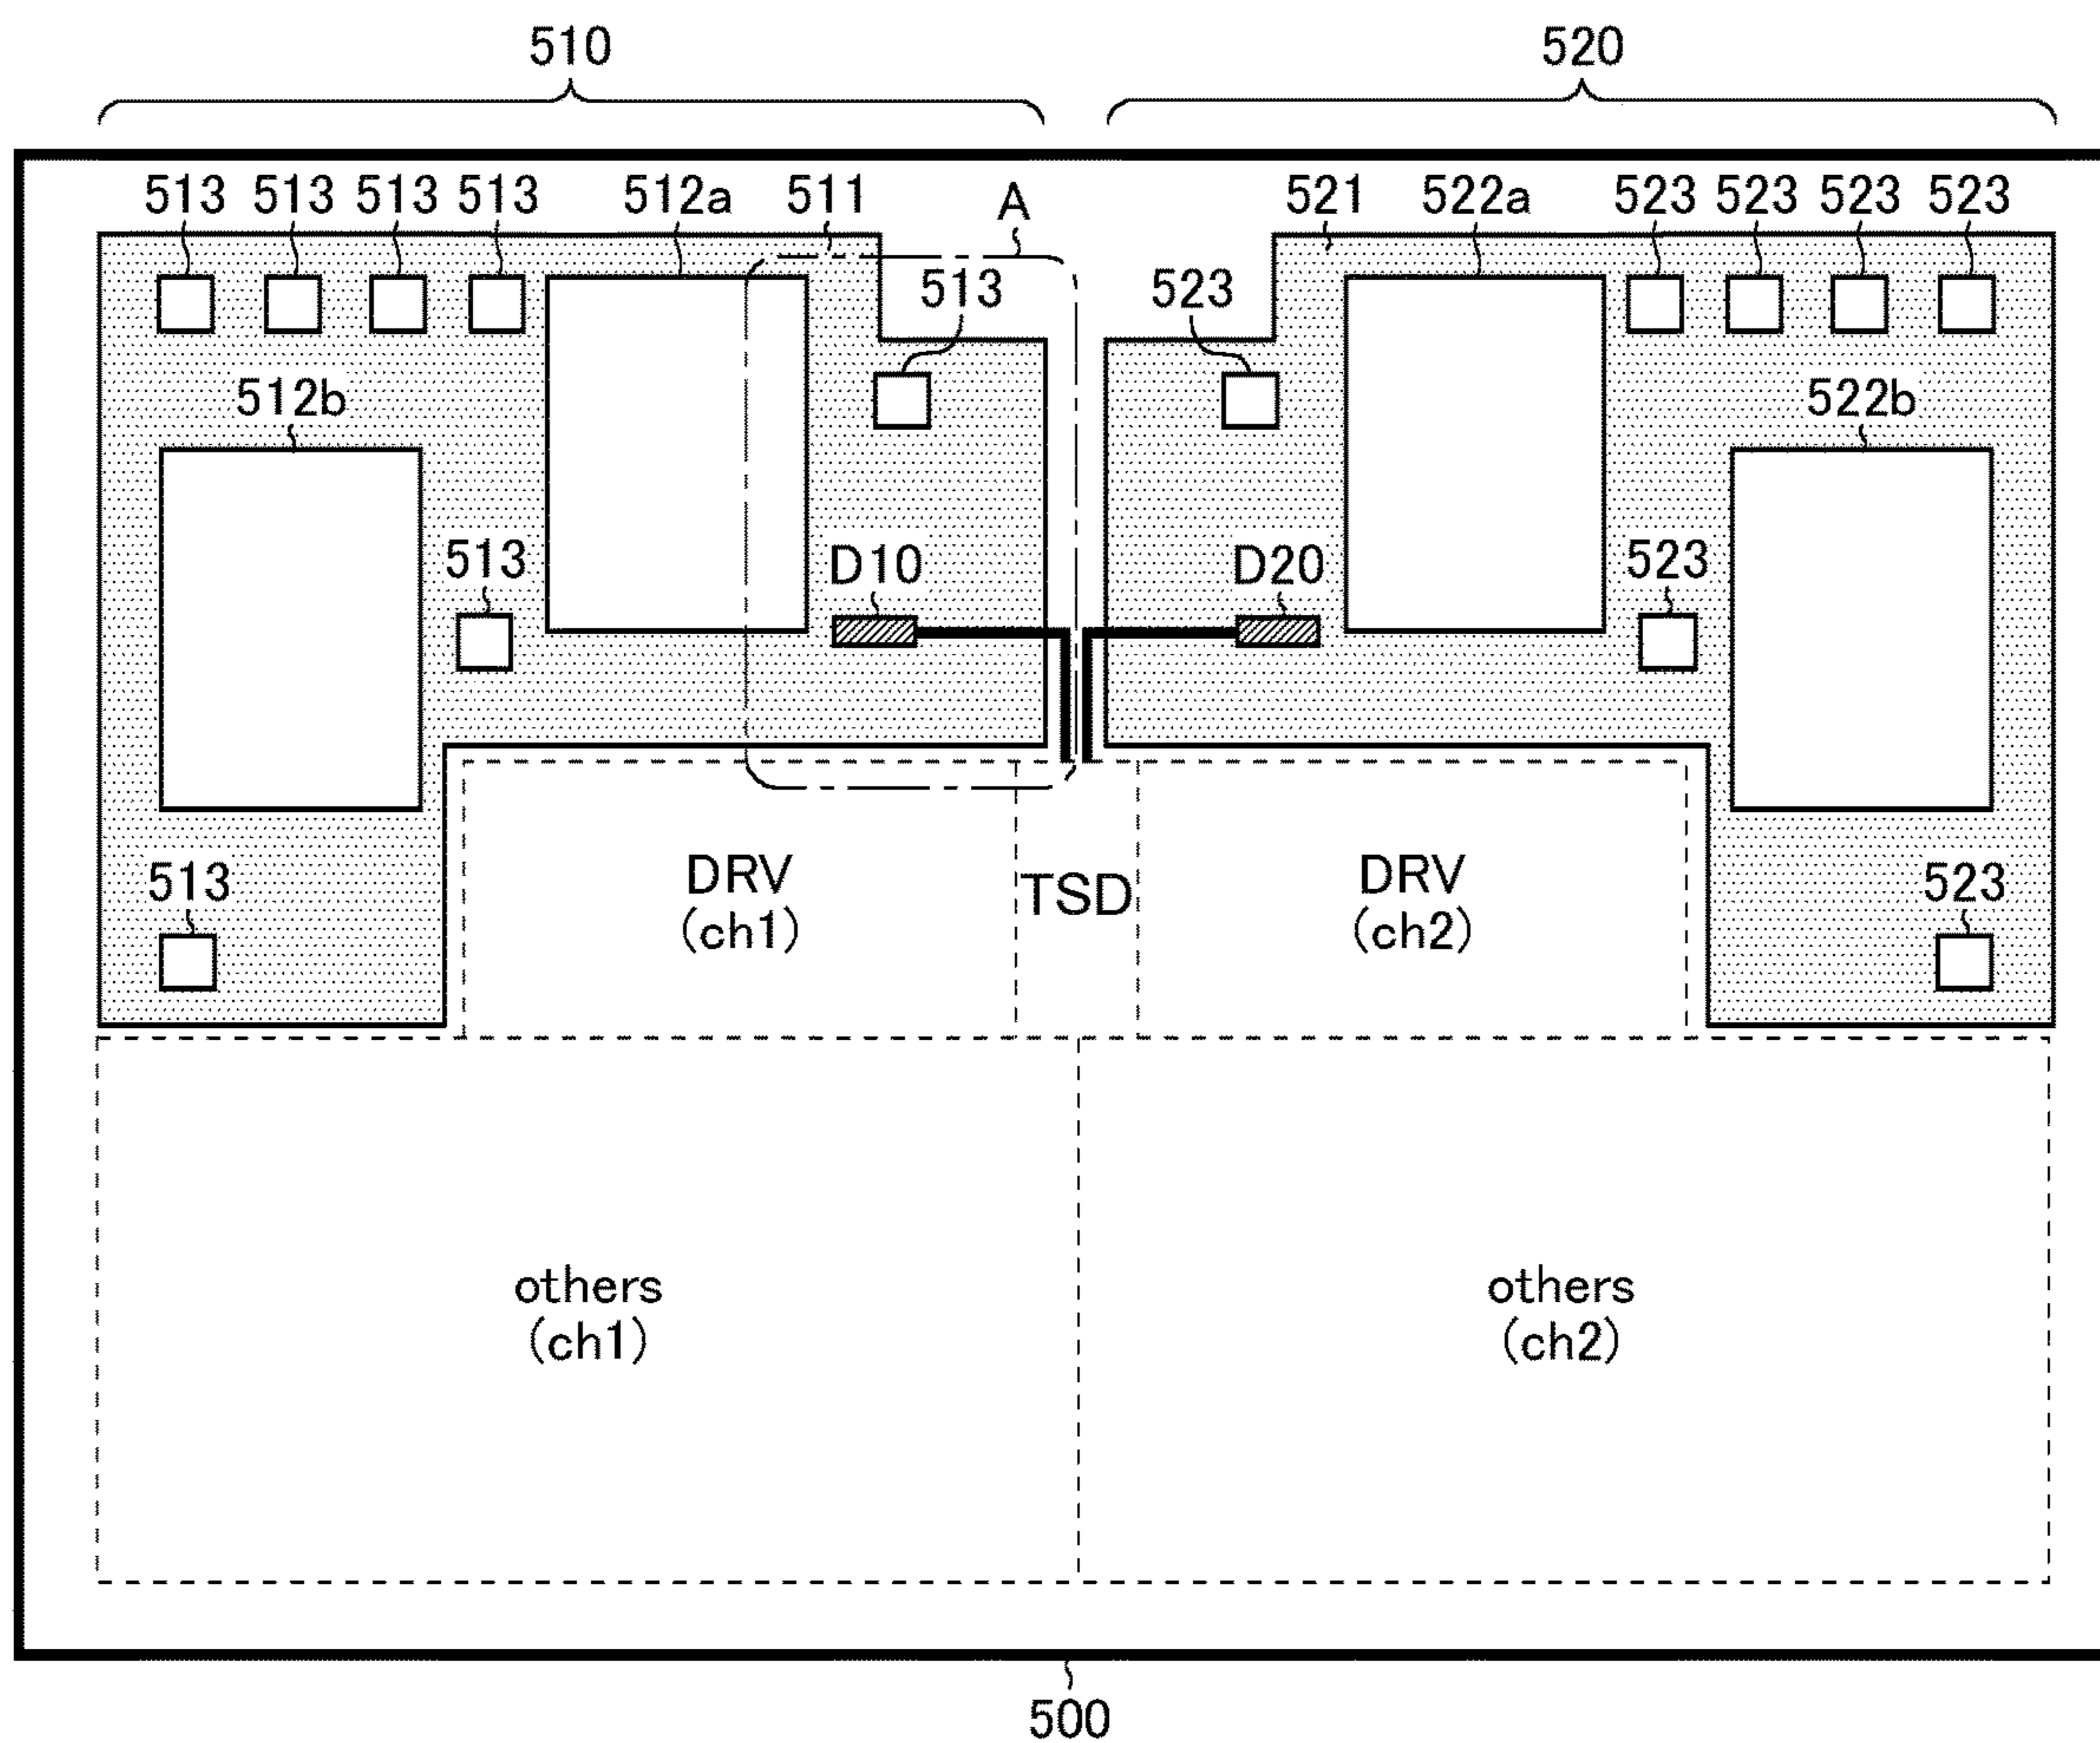 510 520
513 513 513 513 512a 511 A 521 522a 523 523 523 523
513 523
512b 522b
513 D10 D20 523
513 DRV (ch1) TSD DRV (ch2) 523
others (ch1) others (ch2)
500